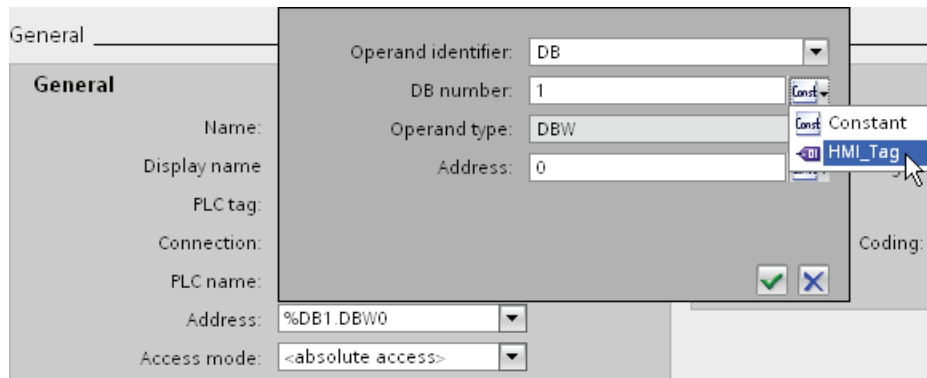 General
General
Operand identifier: DB
DB number: 1 Const
Constant
HMI_Tag
Operand type: DBW
Address: 0
Name:
Display name
PLC tag:
Connection:
Coding:
PLC name:
Address: %DB1.DBW0
Access mode: <absolute access>